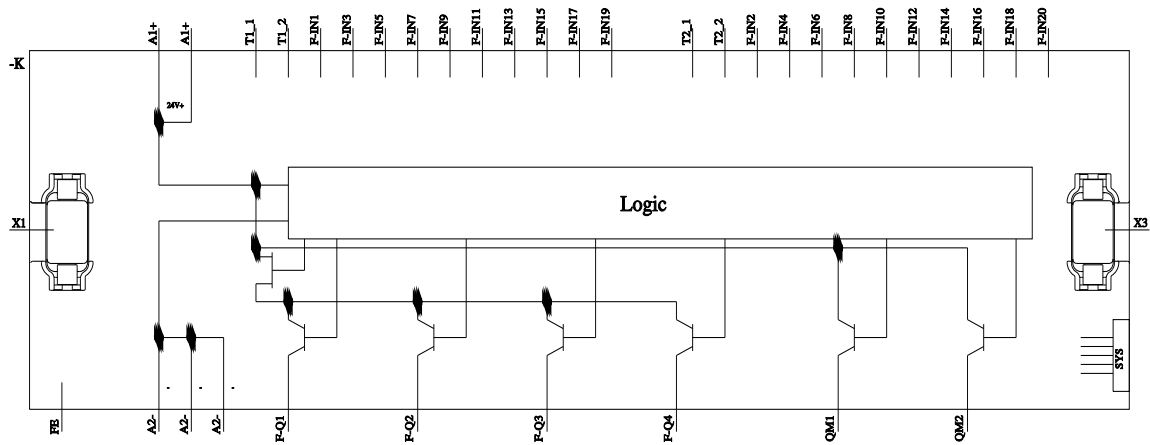 A1+
A1+
T1_1
T1_2
F-IN1
F-IN3
F-IN5
F-IN7
F-IN9
F-IN11
F-IN13
F-IN15
F-IN17
F-IN19
T2_1
T2_2
F-IN2
F-IN4
F-IN6
F-IN8
F-IN10
F-IN12
F-IN14
F-IN16
F-IN18
F-IN20
-K
24V+
Logic
X1
X3
SYS
FE
A2-
A2-
A2-
F-Q1
F-Q2
F-Q3
F-Q4
QM1
QM2